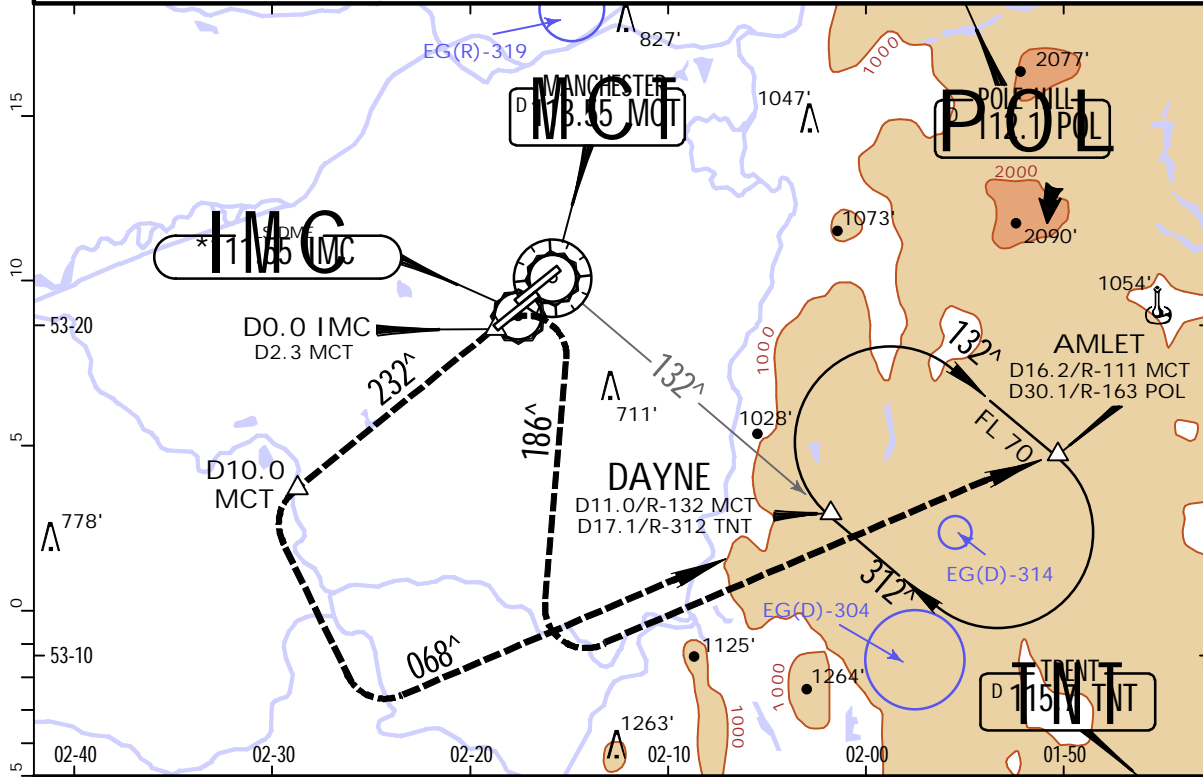 EG(R)-319
827'
1000
2077'
MANCHESTER
MCT
D 113.55 MCT
1047'
POLE HILL
POL
D 112.1 POL
15
2000
1073'
2090'
IMC
ILS DME
*111.55 IMC
10
1054'
53-20
D0.0 IMC
D2.3 MCT
232^
186^
132^
1000
132^
AMLET
D16.2/R-111 MCT
D30.1/R-163 POL
711'
1028'
FL 70
5
D10.0
MCT
DAYNE
D11.0/R-132 MCT
D17.1/R-312 TNT
778'
EG(D)-314
312^
0
EG(D)-304
53-10
068^
1125'
1264'
1000
1000
TRENT
TNT
D 115.7 TNT
1263'
5
02-40
02-30
02-20
02-10
02-00
01-50